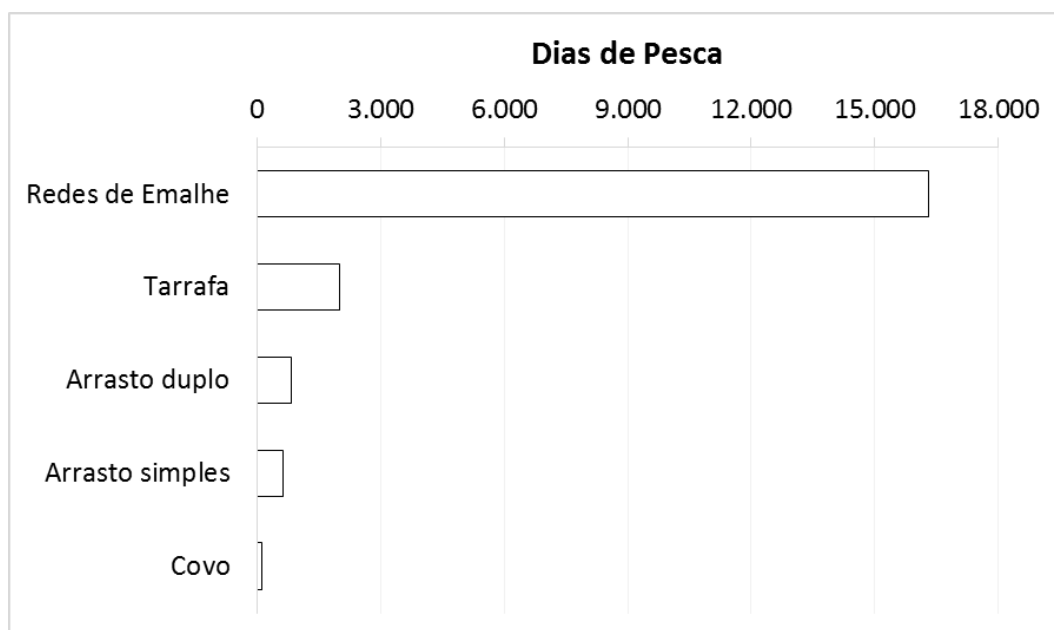 Dias de Pesca
0 3.000 6.000 9.000 12.000 15.000 18.000
Redes de Emalhe
Tarrafa
Arrasto duplo
Arrasto simples
Covo